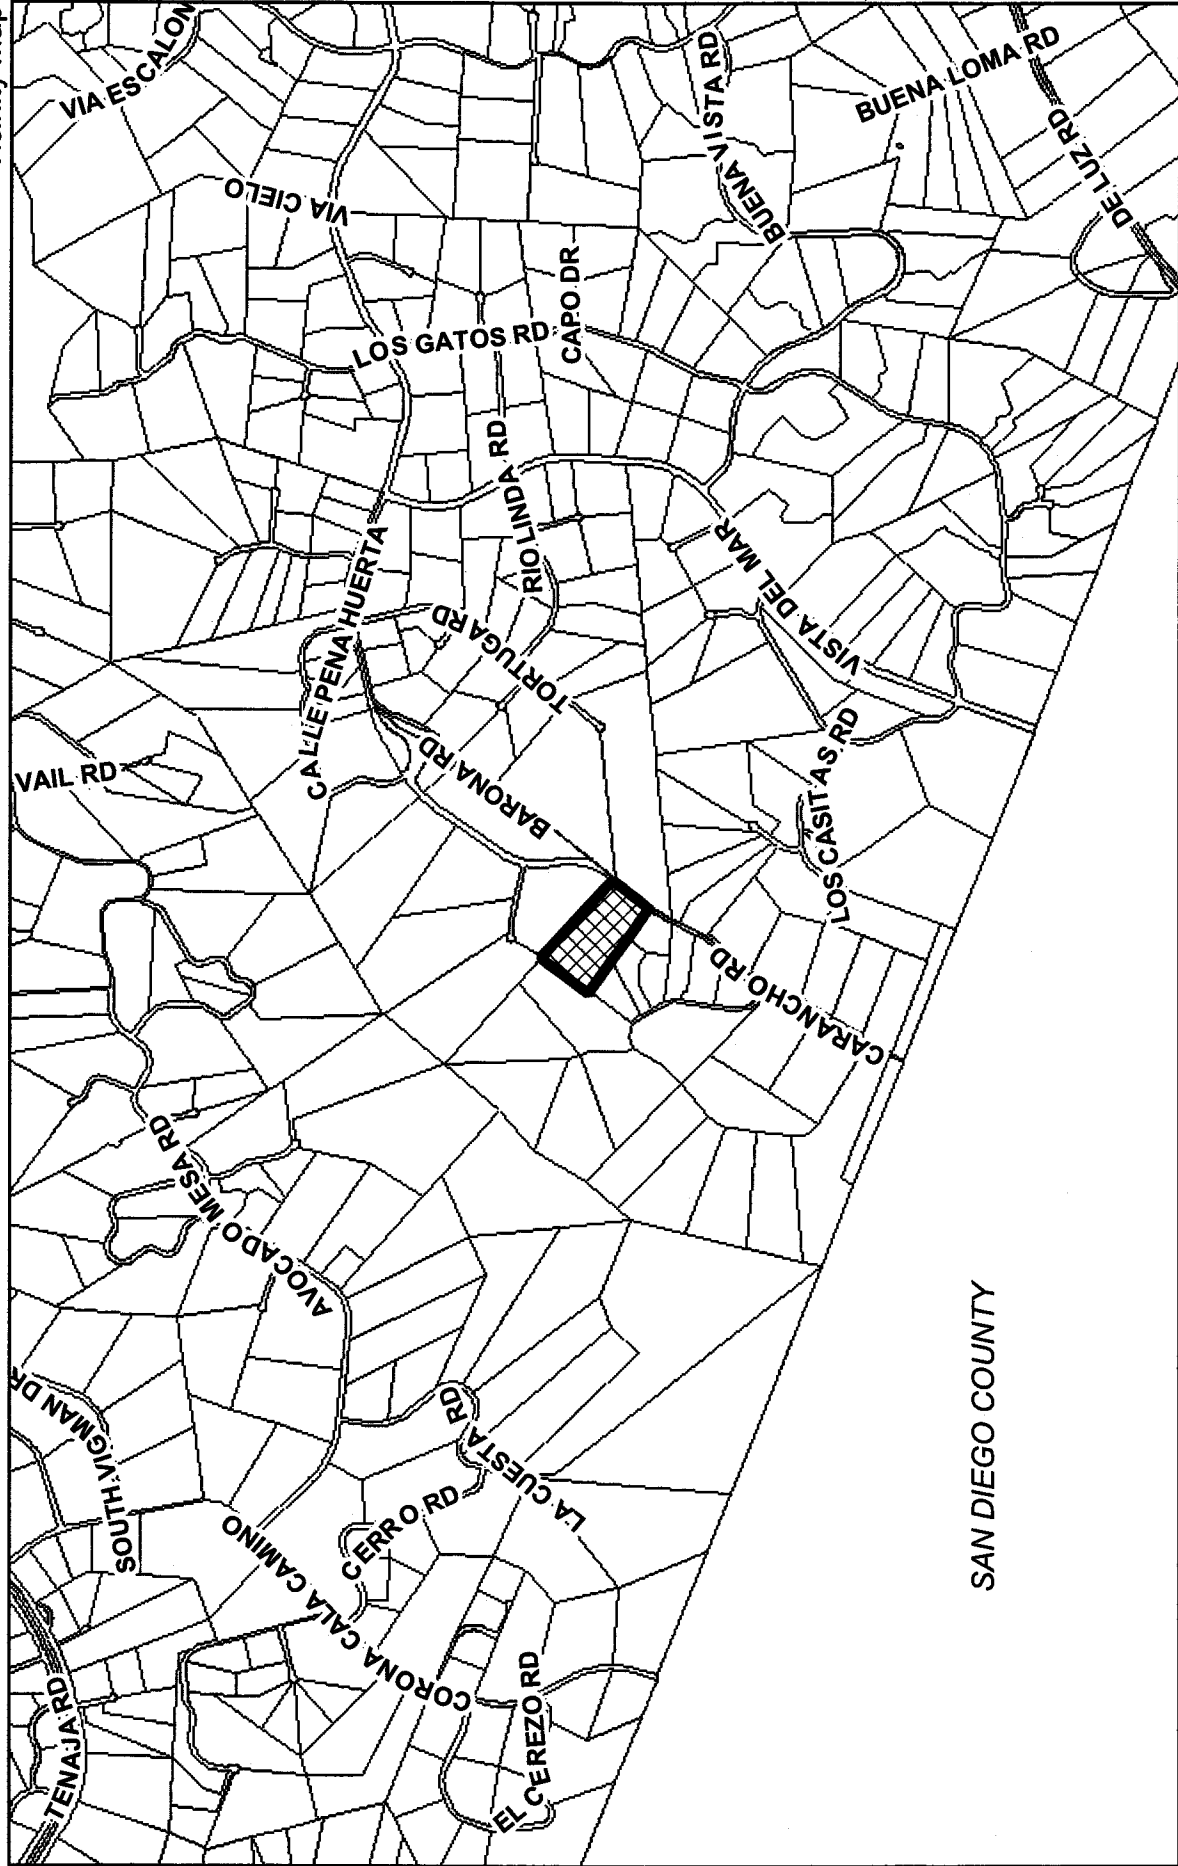 VIA ESCALON
BUENA VISTA RD
BUENA LOMA RD
DE LUZ RD
VIA CIELO
LOS GATOS RD
CAPO DR
BUENA
RIO LINDA RD
CALLE PENA HUERTA
TORTUGA RD
VISTA DEL MAR
VAIL RD
BARONA RD
LOS CASITAS RD
CARANCHO RD
AVOCADO MESA RD
SOUTH VIGMAN DR
LA CUESTA RD
CERRO RD
CORONA CALA CAMINO
EL CEREZO RD
TENAJA RD
SAN DIEGO COUNTY